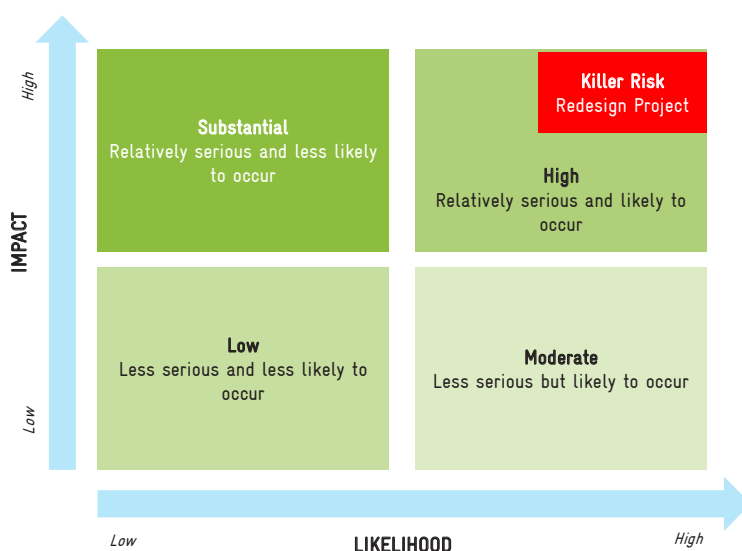 High
IMPACT
Low
Substantial
Relatively serious and less likely
to occur
Killer Risk
Redesign Project
High
Relatively serious and likely to
occur
Low
Less serious and less likely to
occur
Moderate
Less serious but likely to occur
Low
LIKELIHOOD
High